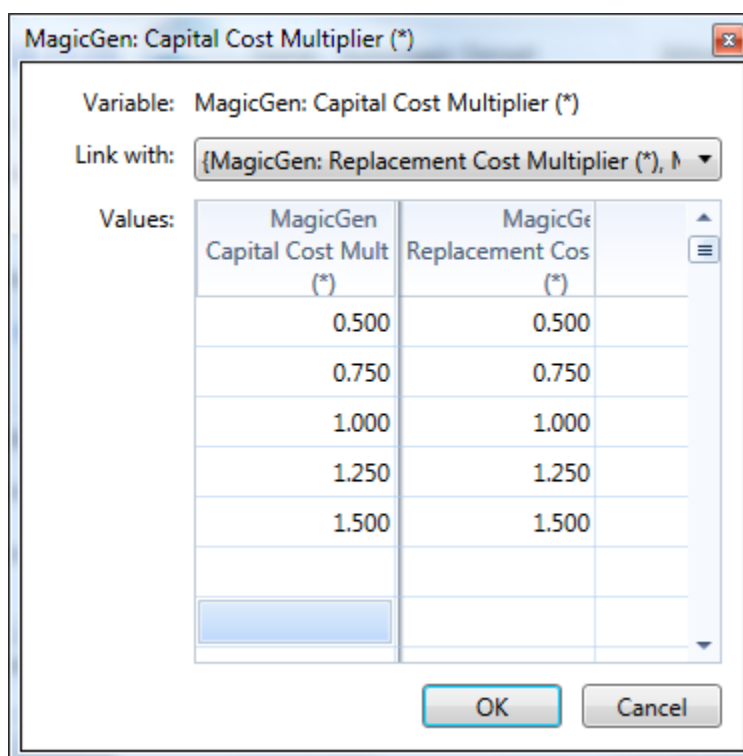 MagicGen: Capital Cost Multiplier (*)
Variable: MagicGen: Capital Cost Multiplier (*)
Link with: {MagicGen: Replacement Cost Multiplier (*), M
Values:
MagicGen MagicGe
Capital Cost Mult Replacement Cos
(*) (*)
0.500 0.500
0.750 0.750
1.000 1.000
1.250 1.250
1.500 1.500
OK Cancel